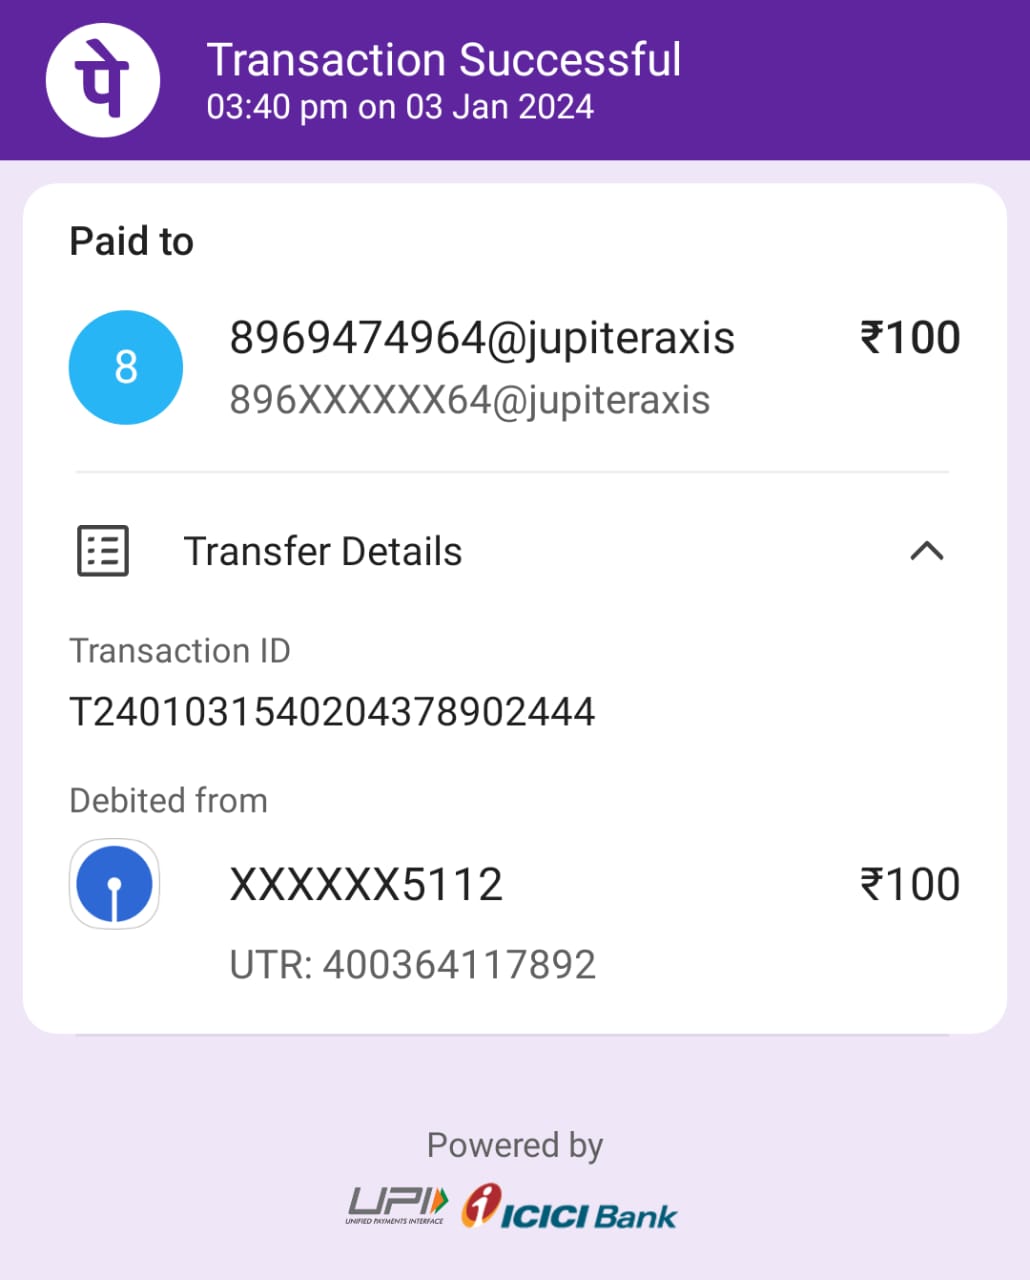 पे
Transaction Successful
03:40 pm on 03 Jan 2024
Paid to
8
8969474964@jupiteraxis
₹100
896XXXXXX64@jupiteraxis
Transfer Details
Transaction ID
T2401031540204378902444
Debited from
XXXXXX5112
₹100
UTR: 400364117892
Powered by
UPI
UNIFIED PAYMENTS INTERFACE
i ICICI Bank